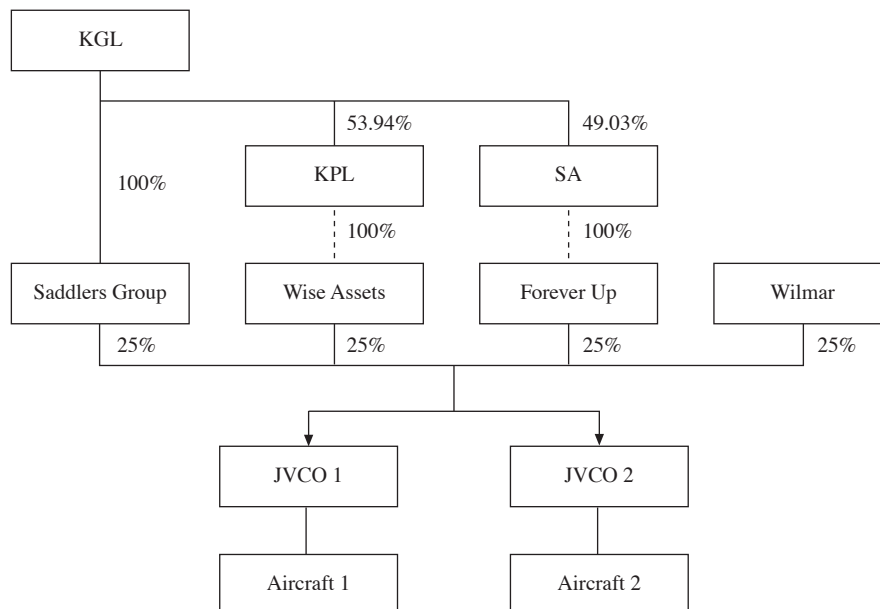 KGL
53.94%
49.03%
100%
KPL
SA
100%
100%
Saddlers Group
Wise Assets
Forever Up
Wilmar
25%
25%
25%
25%
JVCO 1
JVCO 2
Aircraft 1
Aircraft 2